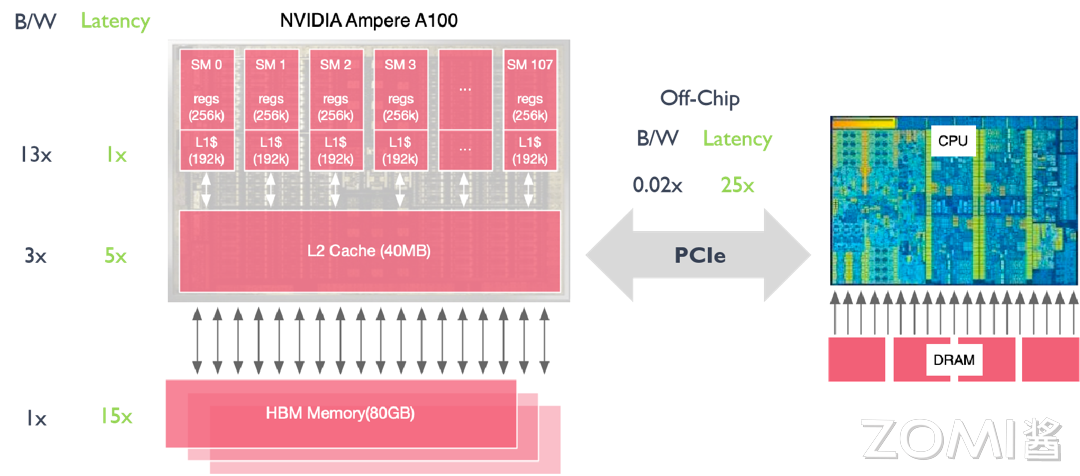 B/W Latency
NVIDIA Ampere A100
SM 0 SM 1 SM 2 SM 3 ... SM 107
regs regs regs regs regs
(256k) (256k) (256k) (256k) (256k)
L1$ L1$ L1$ L1$ ... L1$
(192k) (192k) (192k) (192k) (192k)
13x 1x
L2 Cache (40MB)
3x 5x
HBM Memory(80GB)
1x 15x
Off-Chip
B/W Latency
0.02x 25x
PCIe
CPU
DRAM
ZOMI酱